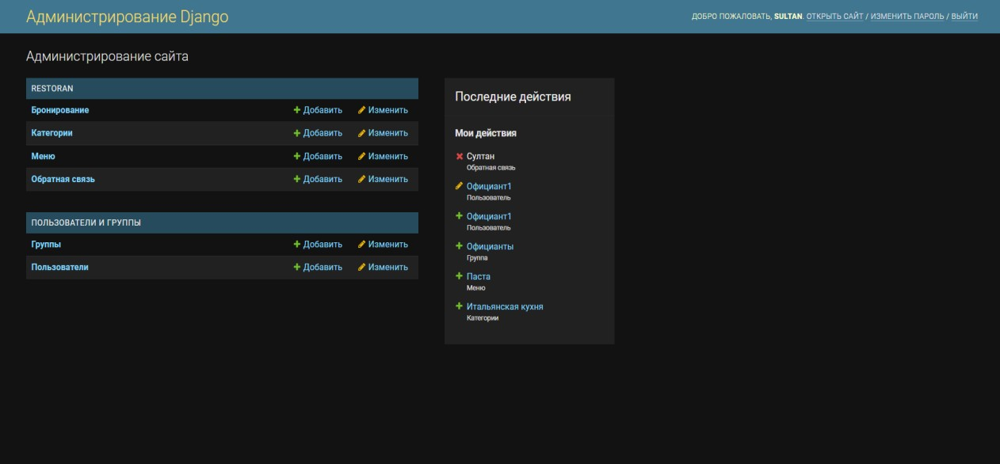 Администрирование Django
ДОБРО ПОЖАЛОВАТЬ, SULTAN. ОТКРЫТЬ САЙТ / ИЗМЕНИТЬ ПАРОЛЬ / ВЫЙТИ
Администрирование сайта
RESTORAN
Бронирование Добавить Изменить
Категории Добавить Изменить
Меню Добавить Изменить
Обратная связь Добавить Изменить
ПОЛЬЗОВАТЕЛИ И ГРУППЫ
Группы Добавить Изменить
Пользователи Добавить Изменить
Последние действия
Мои действия
Султан
Обратная связь
Официант1
Пользователь
Официант1
Пользователь
Официанты
Группа
Паста
Меню
Итальянская кухня
Категории